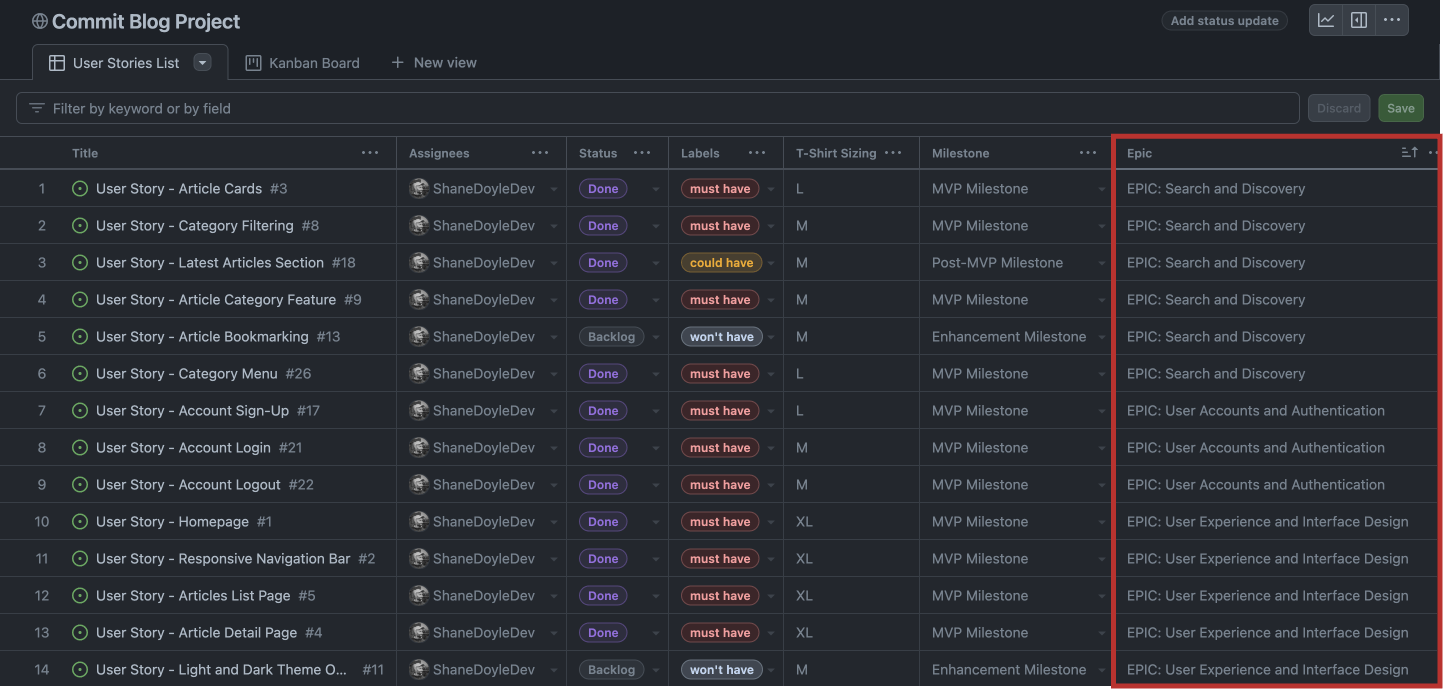 Commit Blog Project
Add status update
User Stories List
Kanban Board
New view
Filter by keyword or by field
Discard
Save
Title Assignees Status Labels T-Shirt Sizing Milestone Epic
1 User Story - Article Cards #3 ShaneDoyleDev Done must have L MVP Milestone EPIC: Search and Discovery
2 User Story - Category Filtering #8 ShaneDoyleDev Done must have M MVP Milestone EPIC: Search and Discovery
3 User Story - Latest Articles Section #18 ShaneDoyleDev Done could have M Post-MVP Milestone EPIC: Search and Discovery
4 User Story - Article Category Feature #9 ShaneDoyleDev Done must have M MVP Milestone EPIC: Search and Discovery
5 User Story - Article Bookmarking #13 ShaneDoyleDev Backlog won't have M Enhancement Milestone EPIC: Search and Discovery
6 User Story - Category Menu #26 ShaneDoyleDev Done must have L MVP Milestone EPIC: Search and Discovery
7 User Story - Account Sign-Up #17 ShaneDoyleDev Done must have L MVP Milestone EPIC: User Accounts and Authentication
8 User Story - Account Login #21 ShaneDoyleDev Done must have M MVP Milestone EPIC: User Accounts and Authentication
9 User Story - Account Logout #22 ShaneDoyleDev Done must have M MVP Milestone EPIC: User Accounts and Authentication
10 User Story - Homepage #1 ShaneDoyleDev Done must have XL MVP Milestone EPIC: User Experience and Interface Design
11 User Story - Responsive Navigation Bar #2 ShaneDoyleDev Done must have XL MVP Milestone EPIC: User Experience and Interface Design
12 User Story - Articles List Page #5 ShaneDoyleDev Done must have XL MVP Milestone EPIC: User Experience and Interface Design
13 User Story - Article Detail Page #4 ShaneDoyleDev Done must have XL MVP Milestone EPIC: User Experience and Interface Design
14 User Story - Light and Dark Theme O... #11 ShaneDoyleDev Backlog won't have M Enhancement Milestone EPIC: User Experience and Interface Design